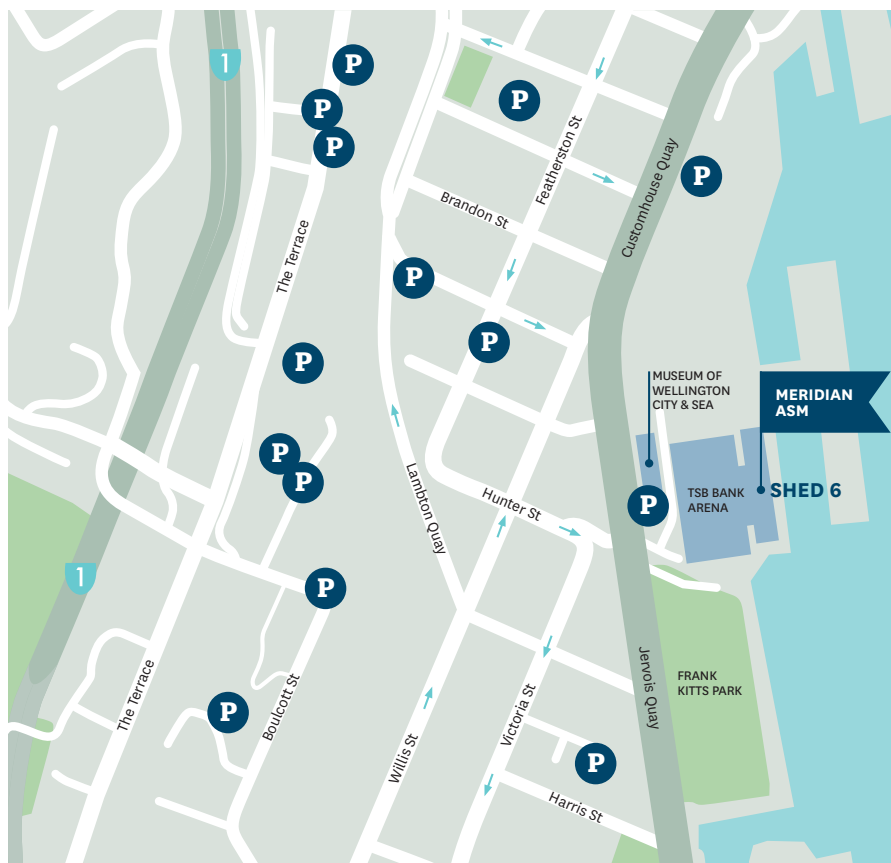 1
P
P
P
P
P
Featherston St
Customhouse Quay
Brandon St
The Terrace
P
P
P
MUSEUM OF
WELLINGTON
CITY & SEA
MERIDIAN
ASM
P
P
Lambton Quay
Hunter St
P
TSB BANK
ARENA
SHED 6
1
P
Jervois Quay
FRANK
KITTS PARK
The Terrace
Boulcott St
P
Willis St
Victoria St
P
Harris St